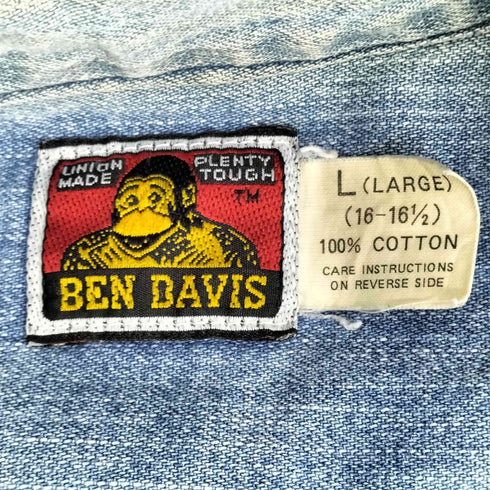 UNION MADE
PLENTY TOUGH
TM
BEN DAVIS
L (LARGE)
(16-16½)
100% COTTON
CARE INSTRUCTIONS
ON REVERSE SIDE